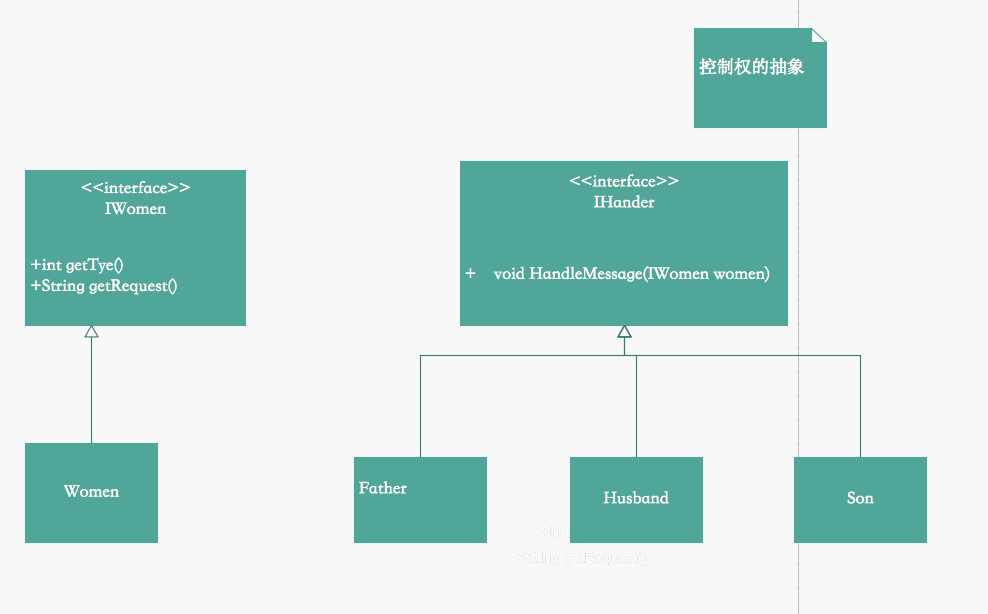 控制权的抽象
<<interface>>
IWomen
+int getTye()
+String getRequest()
<<interface>>
IHander
+ void HandleMessage(IWomen women)
Women
Father
Husband
Son
+String getRequest()